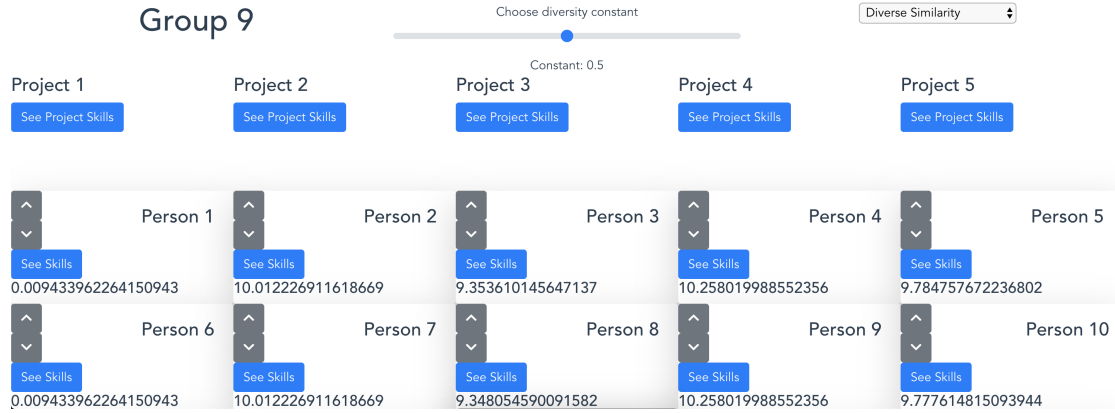 Group 9
Choose diversity constant
Diverse Similarity
Constant: 0.5
Project 1 Project 2 Project 3 Project 4 Project 5
See Project Skills See Project Skills See Project Skills See Project Skills See Project Skills
Person 1 Person 2 Person 3 Person 4 Person 5
See Skills See Skills See Skills See Skills See Skills
0.009433962264150943 10.012226911618669 9.353610145647137 10.258019988552356 9.784757672236802
Person 6 Person 7 Person 8 Person 9 Person 10
See Skills See Skills See Skills See Skills See Skills
0.009433962264150943 10.012226911618669 9.348054590091582 10.258019988552356 9.777614815093944